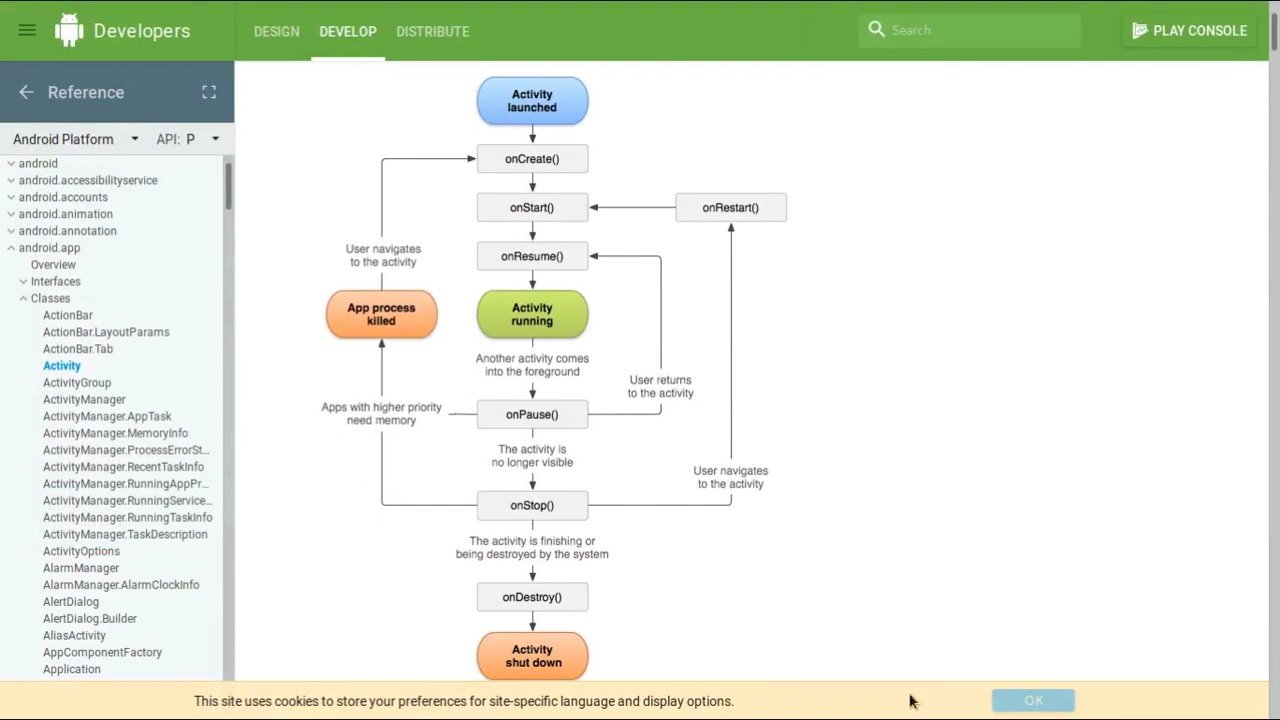 Developers
DESIGN
DEVELOP
DISTRIBUTE
Search
PLAY CONSOLE
Reference
Android Platform
API: P
android
android.accessibilityservice
android.accounts
android.animation
android.annotation
android.app
Overview
Interfaces
Classes
ActionBar
ActionBar.LayoutParams
ActionBar.Tab
Activity
ActivityGroup
ActivityManager
ActivityManager.AppTask
ActivityManager.MemoryInfo
ActivityManager.ProcessErrorSt...
ActivityManager.RecentTaskInfo
ActivityManager.RunningAppPr...
ActivityManager.RunningService...
ActivityManager.RunningTaskInfo
ActivityManager.TaskDescription
ActivityOptions
AlarmManager
AlarmManager.AlarmClockInfo
AlertDialog
AlertDialog.Builder
AliasActivity
AppComponentFactory
Application
Activity
launched
onCreate()
onStart()
onRestart()
User navigates
to the activity
onResume()
App process
killed
Activity
running
Another activity comes
into the foreground
User returns
to the activity
Apps with higher priority
need memory
onPause()
The activity is
no longer visible
User navigates
to the activity
onStop()
The activity is finishing or
being destroyed by the system
onDestroy()
Activity
shut down
This site uses cookies to store your preferences for site-specific language and display options.
OK